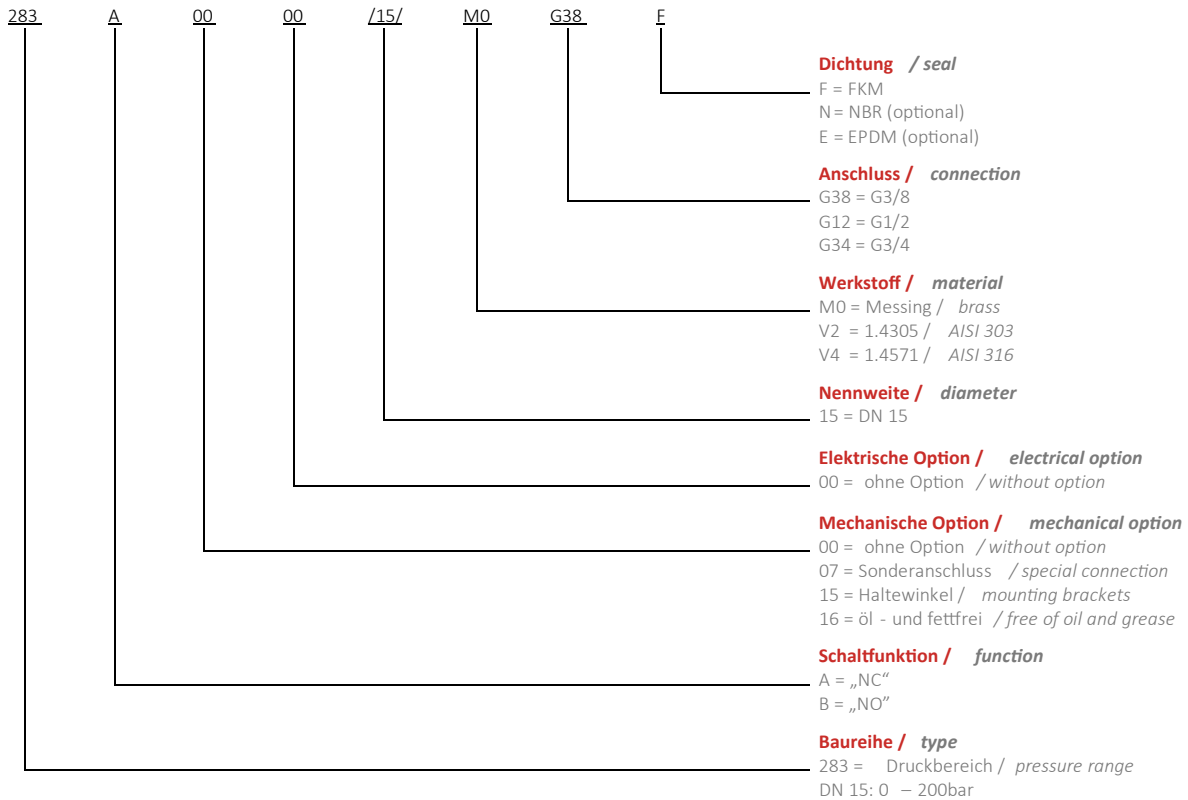 283 A 00 00 /15/ M0 G38 F
Dichtung / seal
F = FKM
N = NBR (optional)
E = EPDM (optional)
Anschluss / connection
G38 = G3/8
G12 = G1/2
G34 = G3/4
Werkstoff / material
M0 = Messing / brass
V2 = 1.4305 / AISI 303
V4 = 1.4571 / AISI 316
Nennweite / diameter
15 = DN 15
Elektrische Option / electrical option
00 = ohne Option / without option
Mechanische Option / mechanical option
00 = ohne Option / without option
07 = Sonderanschluss / special connection
15 = Haltewinkel / mounting brackets
16 = öl - und fettfrei / free of oil and grease
Schaltfunktion / function
A = „NC“
B = „NO”
Baureihe / type
283 = Druckbereich / pressure range
DN 15: 0 – 200bar